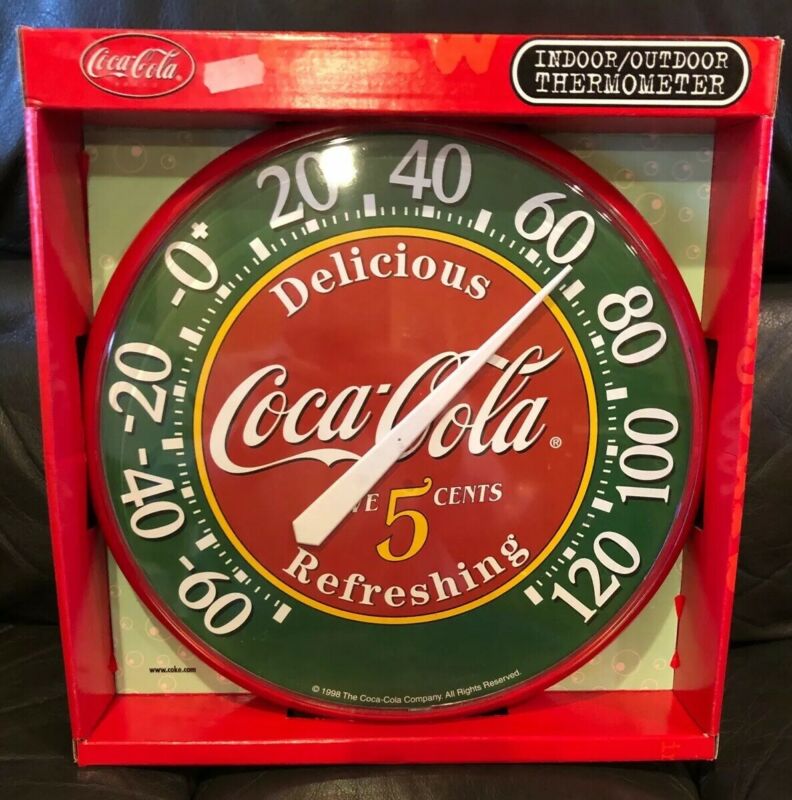 Coca-Cola
INDOOR/OUTDOOR
THERMOMETER
-60
-40
-20
-0+
20
40
60
80
100
120
Delicious
Coca-Cola®
VE 5 CENTS
Refreshing
www.coke.com
© 1998 The Coca-Cola Company. All Rights Reserved.